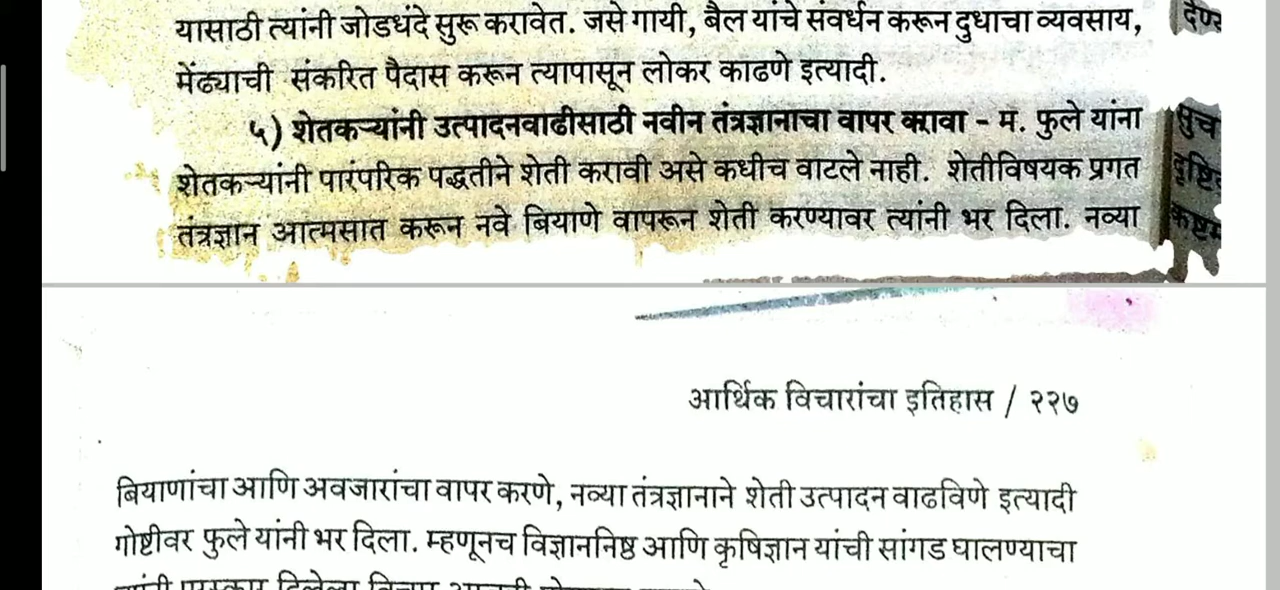 यासाठी त्यांनी जोडधंदे सुरू करावेत. जसे गायी, बैल यांचे संवर्धन करून दुधाचा व्यवसाय,
मेंढ्याची संकरित पैदास करून त्यापासून लोकर काढणे इत्यादी.
५) शेतकऱ्यांनी उत्पादनवाढीसाठी नवीन तंत्रज्ञानाचा वापर करावा - म. फुले यांना
शेतकऱ्यांनी पारंपरिक पद्धतीने शेती करावी असे कधीच वाटले नाही. शेतीविषयक प्रगत
तंत्रज्ञान आत्मसात करून नवे बियाणे वापरून शेती करण्यावर त्यांनी भर दिला. नव्या
आर्थिक विचारांचा इतिहास / २२७
बियाणांचा आणि अवजारांचा वापर करणे, नव्या तंत्रज्ञानाने शेती उत्पादन वाढविणे इत्यादी
गोष्टीवर फुले यांनी भर दिला. म्हणूनच विज्ञाननिष्ठ आणि कृषिज्ञान यांची सांगड घालण्याचा